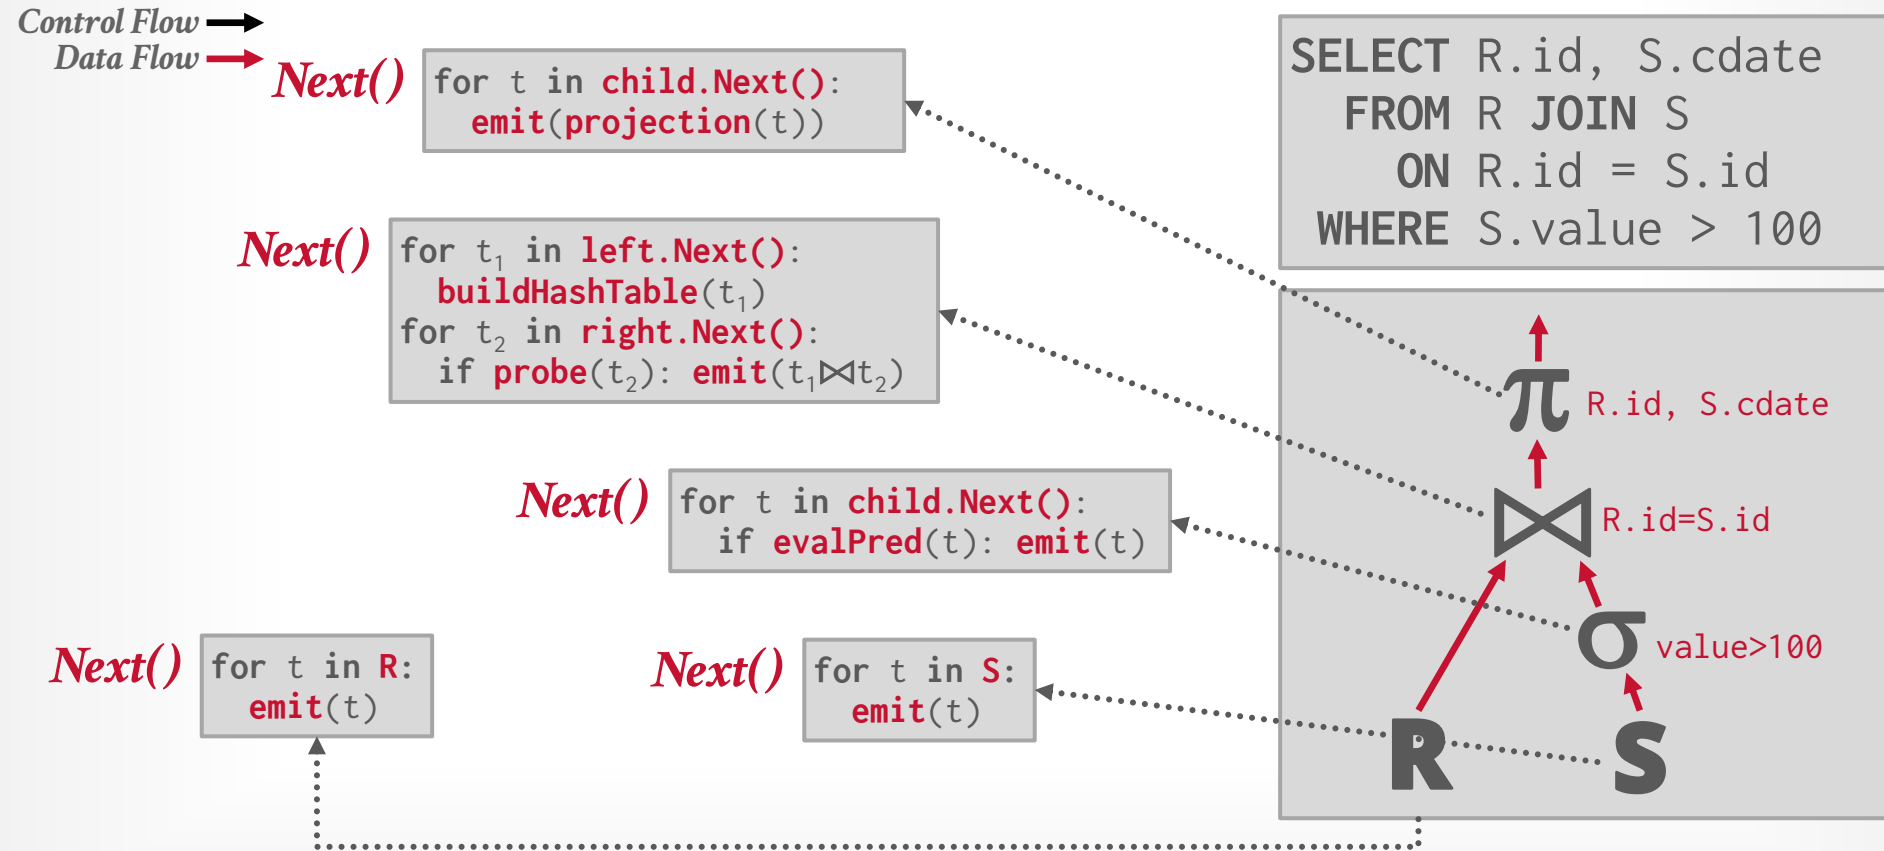 Control Flow
Data Flow
Next()
for t in child.Next():
emit(projection(t))
Next()
for t₁ in left.Next():
buildHashTable(t₁)
for t₂ in right.Next():
if probe(t₂): emit(t₁⋈t₂)
Next()
for t in child.Next():
if evalPred(t): emit(t)
Next()
for t in R:
emit(t)
Next()
for t in S:
emit(t)
SELECT R.id, S.cdate
FROM R JOIN S
ON R.id = S.id
WHERE S.value > 100
π R.id, S.cdate
⋈ R.id=S.id
σ value>100
R S